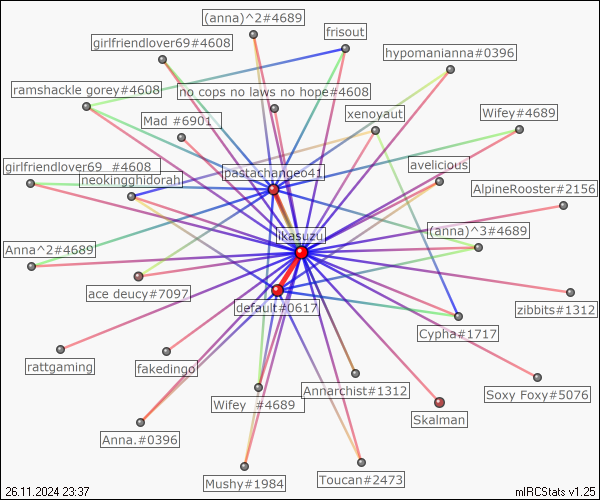 (anna)^2#4689
frisout
girlfriendlover69#4608
hypomanianna#0396
ramshackle gorey#4608
no cops no laws no hope#4608
xenoyaut
Wifey#4689
Mad #6901
avelicious
girlfriendlover69 #4608
pastachangeo41
neokingghidorah
AlpineRooster#2156
ikasuzu
(anna)^3#4689
Anna^2#4689
ace deucy#7097
default#0617
zibbits#1312
Cypha#1717
rattgaming
fakedingo
Annarchist#1312
Soxy Foxy#5076
Wifey #4689
Skalman
Anna.#0396
Mushy#1984
Toucan#2473
26.11.2024 23:37
mIRCStats v1.25